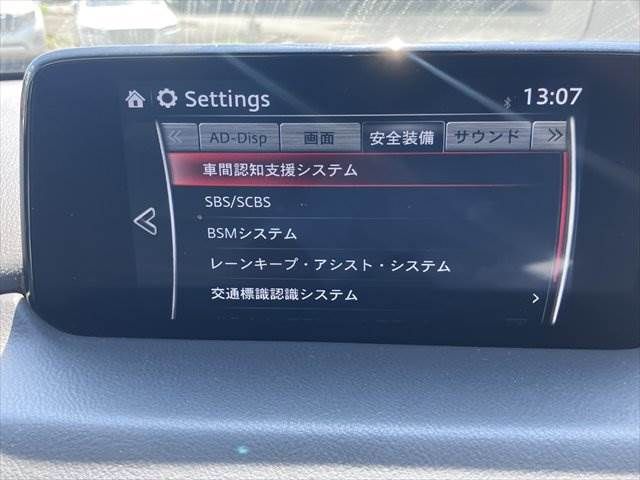 Settings 13:07
AD-Disp 画面 安全装備 サウンド
車間認知支援システム
SBS/SCBS
BSMシステム
レーンキープ・アシスト・システム
交通標識認識システム